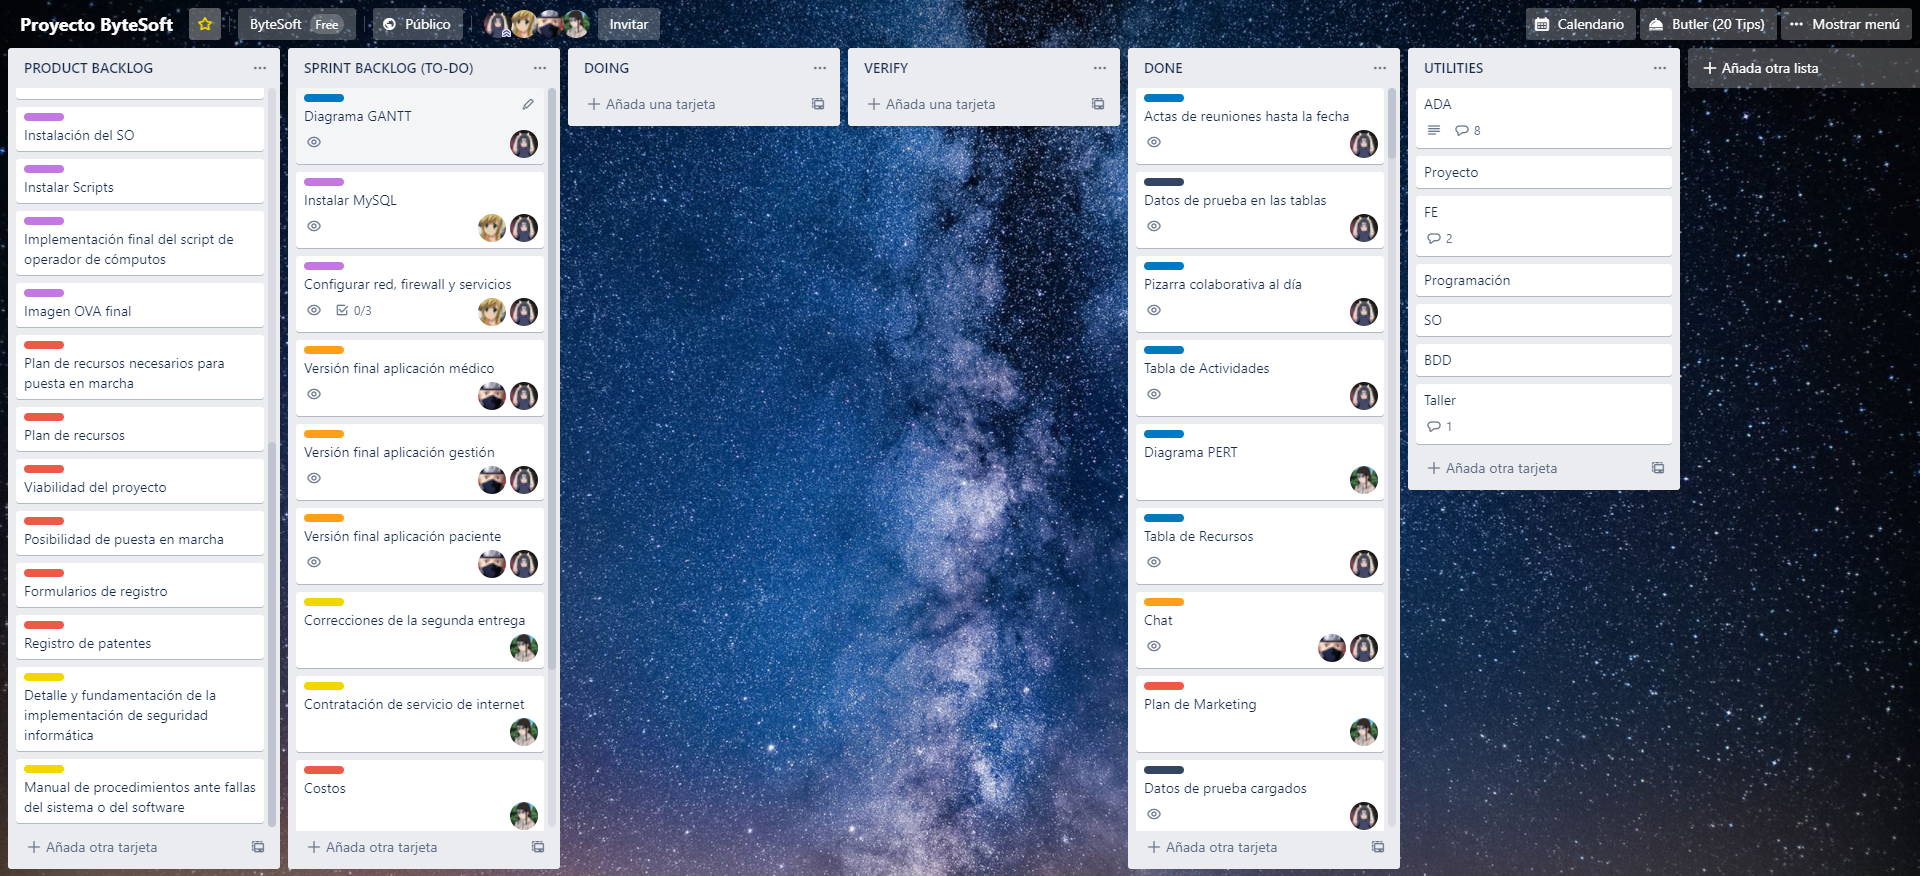 Proyecto ByteSoft
ByteSoft Free
Público
Invitar
Calendario
Butler (20 Tips)
Mostrar menú
PRODUCT BACKLOG
Instalación del SO
Instalar Scripts
Implementación final del script de
operador de cómputos
Imagen OVA final
Plan de recursos necesarios para
puesta en marcha
Plan de recursos
Viabilidad del proyecto
Posibilidad de puesta en marcha
Formularios de registro
Registro de patentes
Detalle y fundamentación de la
implementación de seguridad
informática
Manual de procedimientos ante fallas
del sistema o del software
Añada otra tarjeta
SPRINT BACKLOG (TO-DO)
Diagrama GANTT
Instalar MySQL
Configurar red, firewall y servicios
0/3
Versión final aplicación médico
Versión final aplicación gestión
Versión final aplicación paciente
Correcciones de la segunda entrega
Contratación de servicio de internet
Costos
Añada otra tarjeta
DOING
Añada una tarjeta
VERIFY
Añada una tarjeta
DONE
Actas de reuniones hasta la fecha
Datos de prueba en las tablas
Pizarra colaborativa al día
Tabla de Actividades
Diagrama PERT
Tabla de Recursos
Chat
Plan de Marketing
Datos de prueba cargados
Añada otra tarjeta
UTILITIES
ADA
8
Proyecto
FE
2
Programación
SO
BDD
Taller
1
Añada otra tarjeta
Añada otra lista